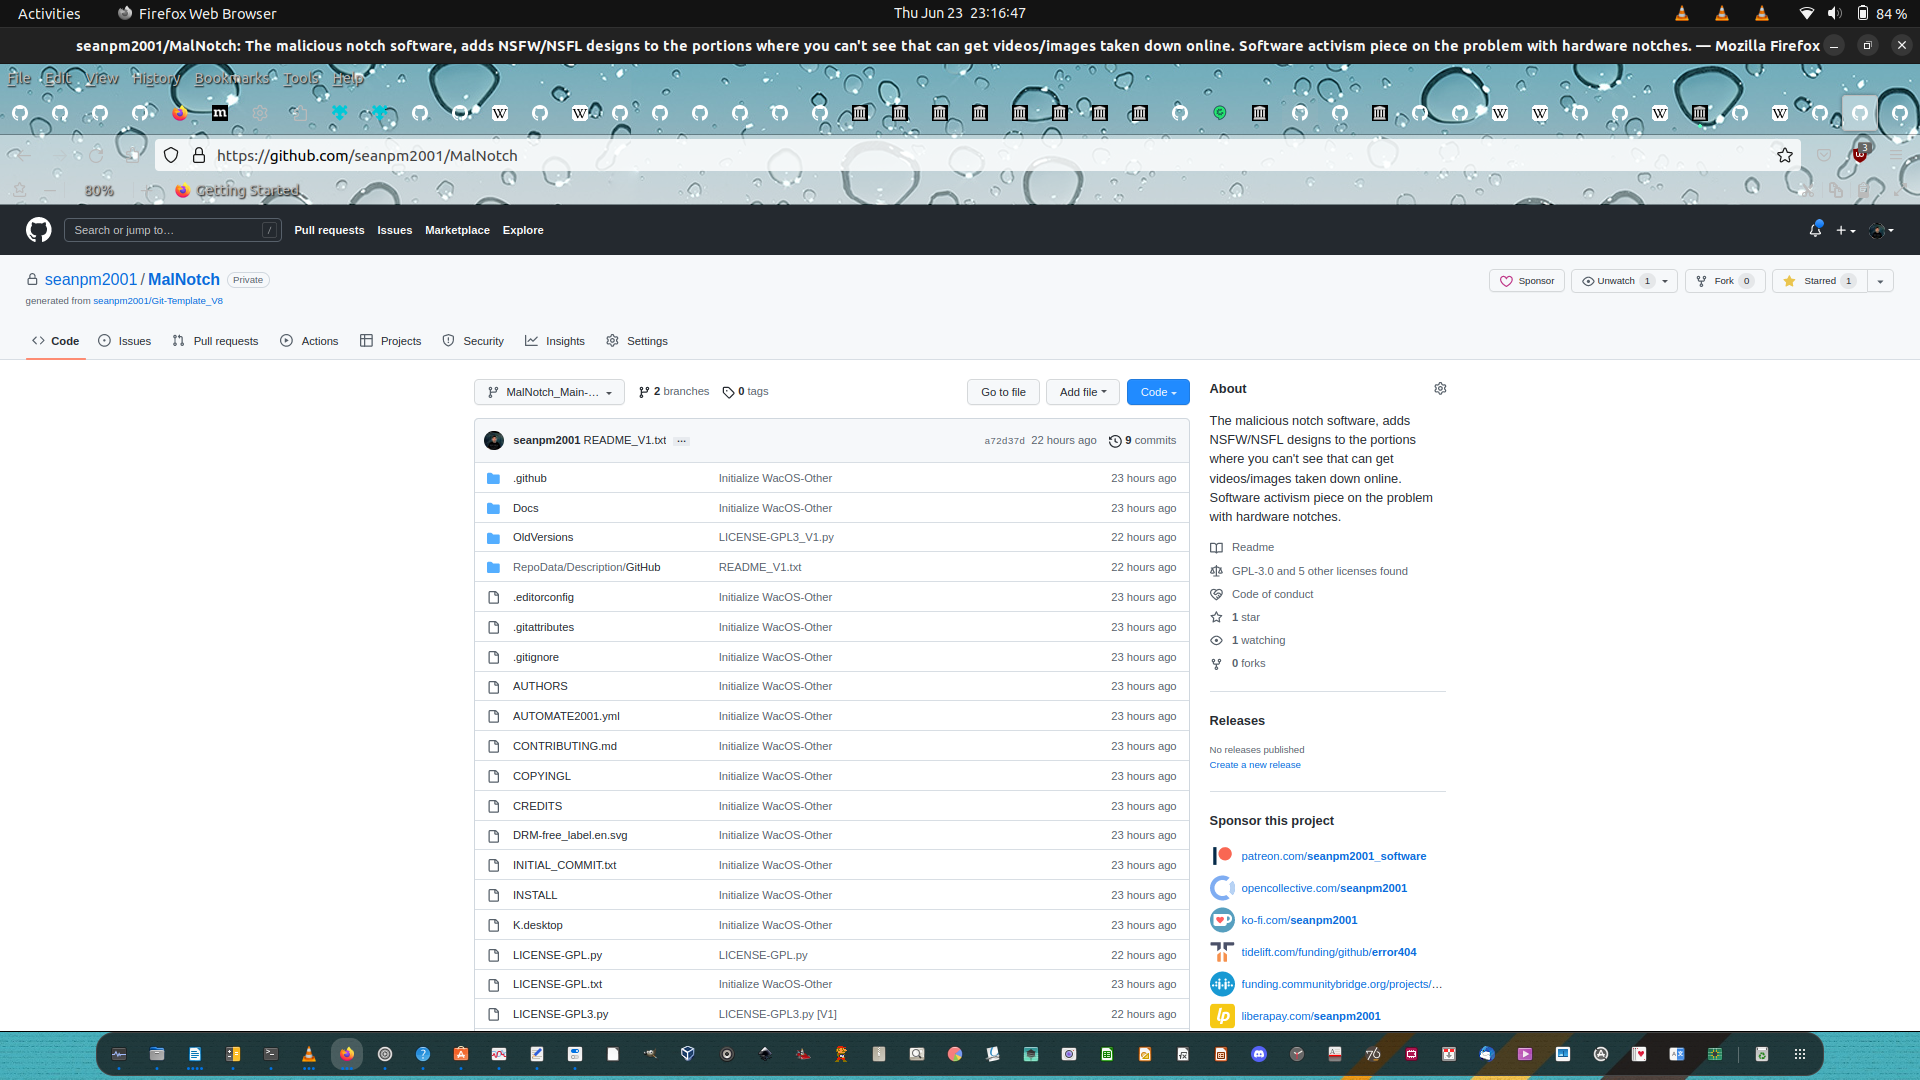 Activities
Firefox Web Browser
Thu Jun 23 23:16:47
84 %
seanpm2001/MalNotch: The malicious notch software, adds NSFW/NSFL designs to the portions where you can't see that can get videos/images taken down online. Software activism piece on the problem with hardware notches. — Mozilla Firefox
File Edit View History Bookmarks Tools Help
https://github.com/seanpm2001/MalNotch
3
80%
Getting Started
Search or jump to…
/
Pull requests Issues Marketplace Explore
seanpm2001 / MalNotch Private
generated from seanpm2001/Git-Template_V8
Sponsor
Unwatch 1
Fork 0
Starred 1
Code Issues Pull requests Actions Projects Security Insights Settings
MalNotch_Main-…
2 branches
0 tags
Go to file
Add file
Code
seanpm2001 README_V1.txt ...
a72d37d 22 hours ago
9 commits
.github Initialize WacOS-Other 23 hours ago
Docs Initialize WacOS-Other 23 hours ago
OldVersions LICENSE-GPL3_V1.py 22 hours ago
RepoData/Description/GitHub README_V1.txt 22 hours ago
.editorconfig Initialize WacOS-Other 23 hours ago
.gitattributes Initialize WacOS-Other 23 hours ago
.gitignore Initialize WacOS-Other 23 hours ago
AUTHORS Initialize WacOS-Other 23 hours ago
AUTOMATE2001.yml Initialize WacOS-Other 23 hours ago
CONTRIBUTING.md Initialize WacOS-Other 23 hours ago
COPYINGL Initialize WacOS-Other 23 hours ago
CREDITS Initialize WacOS-Other 23 hours ago
DRM-free_label.en.svg Initialize WacOS-Other 23 hours ago
INITIAL_COMMIT.txt Initialize WacOS-Other 23 hours ago
INSTALL Initialize WacOS-Other 23 hours ago
K.desktop Initialize WacOS-Other 23 hours ago
LICENSE-GPL.py LICENSE-GPL.py 22 hours ago
LICENSE-GPL.txt Initialize WacOS-Other 23 hours ago
LICENSE-GPL3.py LICENSE-GPL3.py [V1] 22 hours ago
About
The malicious notch software, adds
NSFW/NSFL designs to the portions
where you can't see that can get
videos/images taken down online.
Software activism piece on the problem
with hardware notches.
Readme
GPL-3.0 and 5 other licenses found
Code of conduct
1 star
1 watching
0 forks
Releases
No releases published
Create a new release
Sponsor this project
patreon.com/seanpm2001_software
opencollective.com/seanpm2001
ko-fi.com/seanpm2001
tidelift.com/funding/github/error404
funding.communitybridge.org/projects/…
lp
liberapay.com/seanpm2001
76